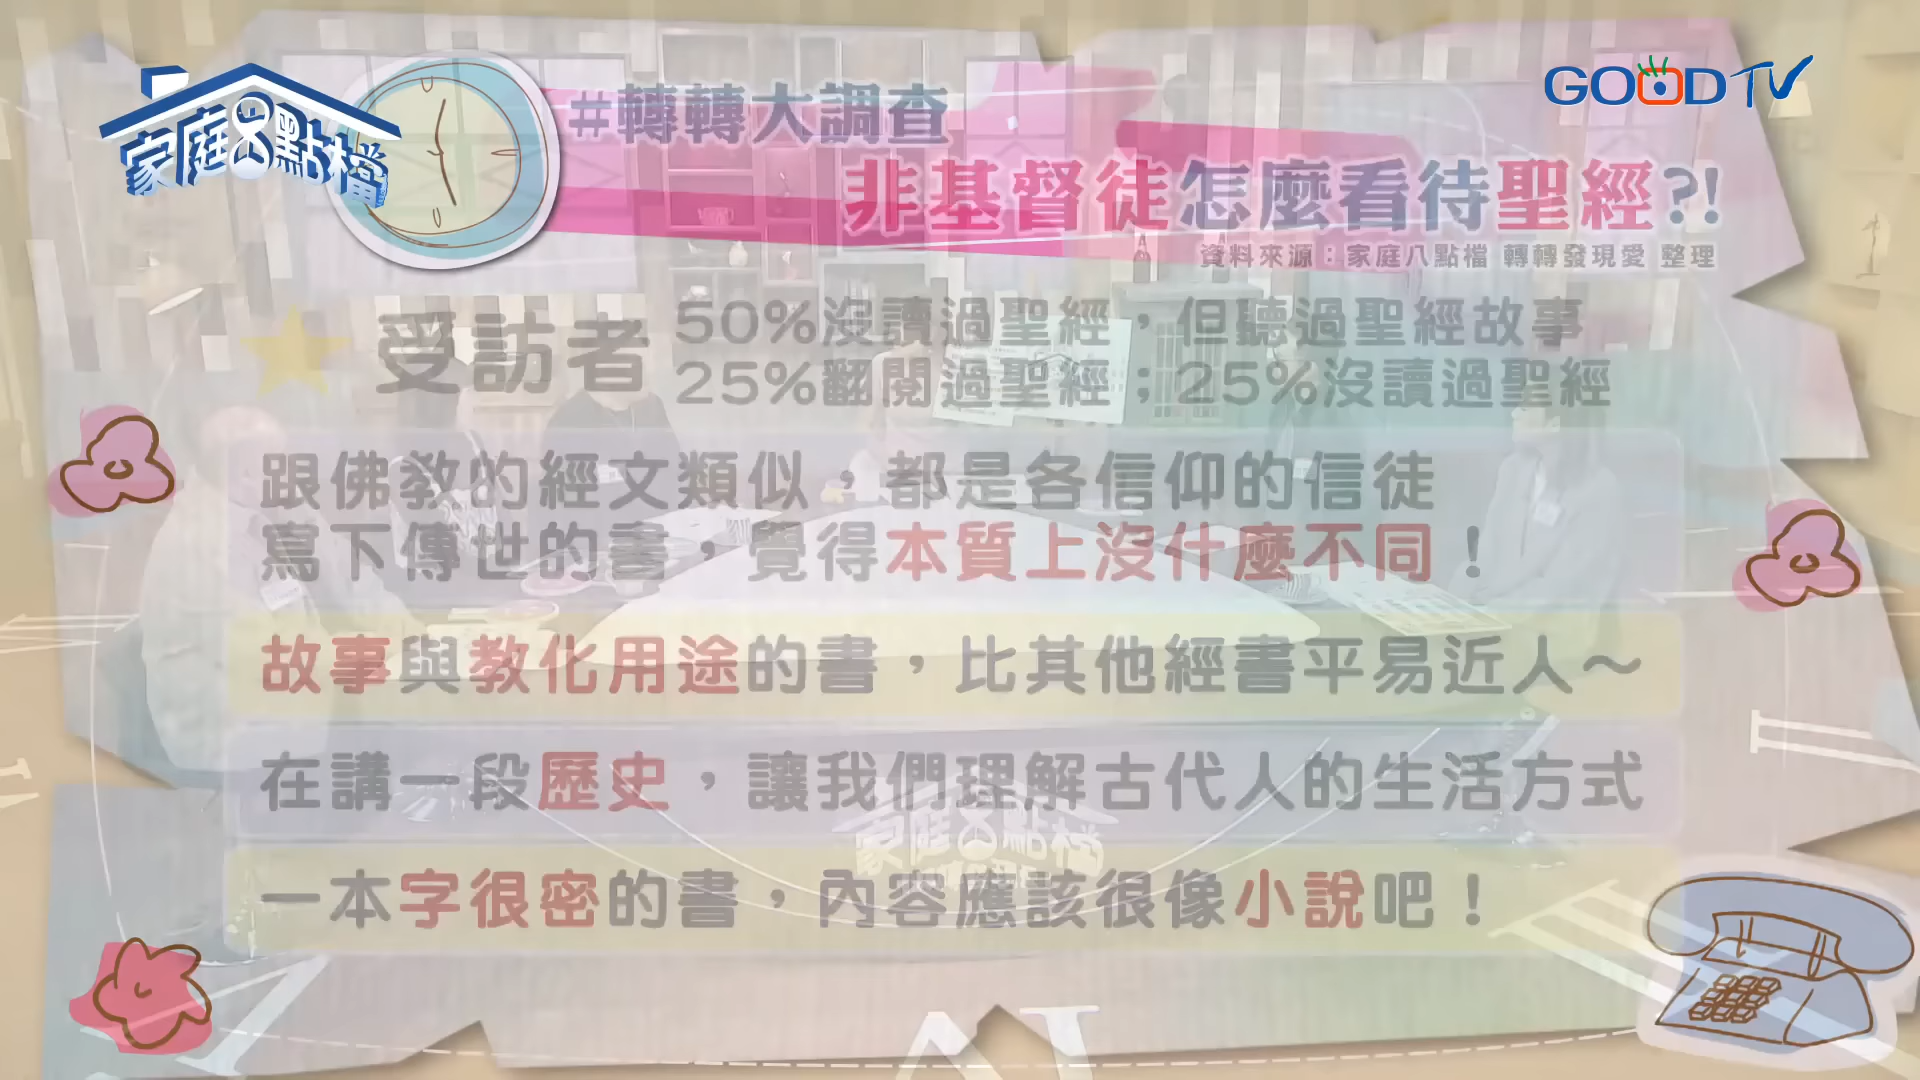 家庭8點檔
GOOD TV
#轉轉大調查
非基督徒怎麼看待聖經?!
資料來源：家庭八點檔 轉轉發現愛 整理
受訪者
50%沒讀過聖經，但聽過聖經故事
25%翻閱過聖經；25%沒讀過聖經
跟佛教的經文類似，都是各信仰的信徒
寫下傳世的書，覺得本質上沒什麼不同！
故事與教化用途的書，比其他經書平易近人～
在講一段歷史，讓我們理解古代人的生活方式
家庭8點檔
一本字很密的書，內容應該很像小說吧！